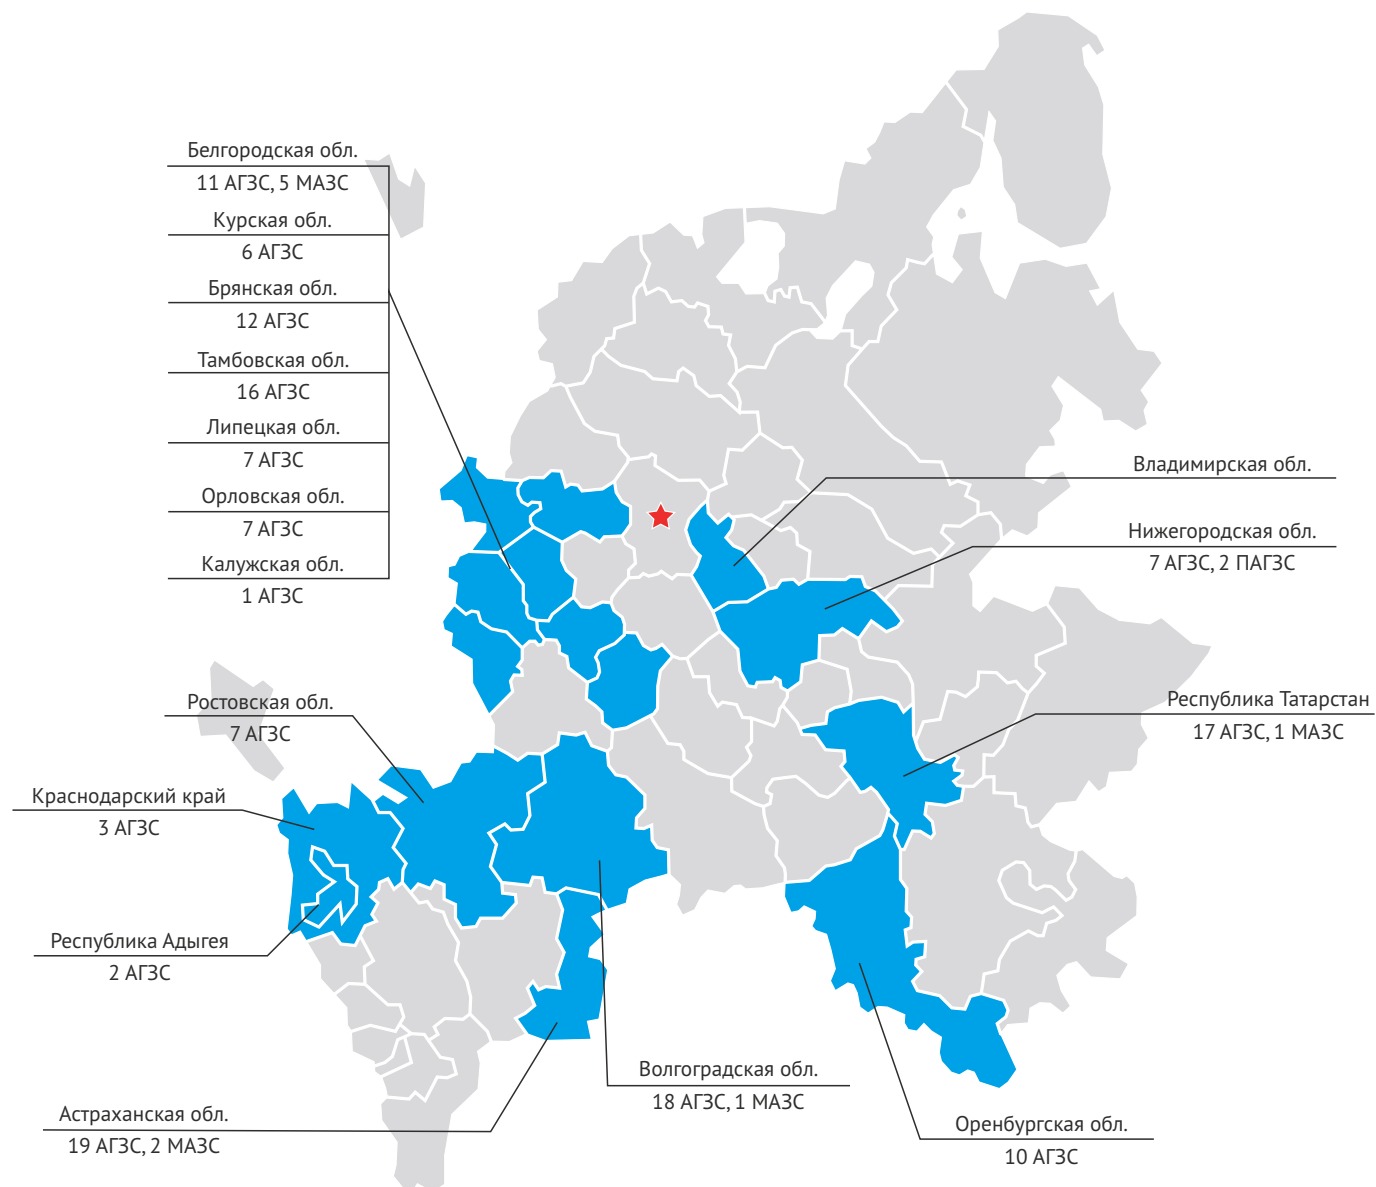 Белгородская обл.
11 АГЗС, 5 МАЗС
Курская обл.
6 АГЗС
Брянская обл.
12 АГЗС
Тамбовская обл.
16 АГЗС
Липецкая обл.
7 АГЗС
Орловская обл.
7 АГЗС
Калужская обл.
1 АГЗС
Владимирская обл.
Нижегородская обл.
7 АГЗС, 2 ПАГЗС
Республика Татарстан
17 АГЗС, 1 МАЗС
Ростовская обл.
7 АГЗС
Краснодарский край
3 АГЗС
Республика Адыгея
2 АГЗС
Волгоградская обл.
18 АГЗС, 1 МАЗС
Астраханская обл.
19 АГЗС, 2 МАЗС
Оренбургская обл.
10 АГЗС